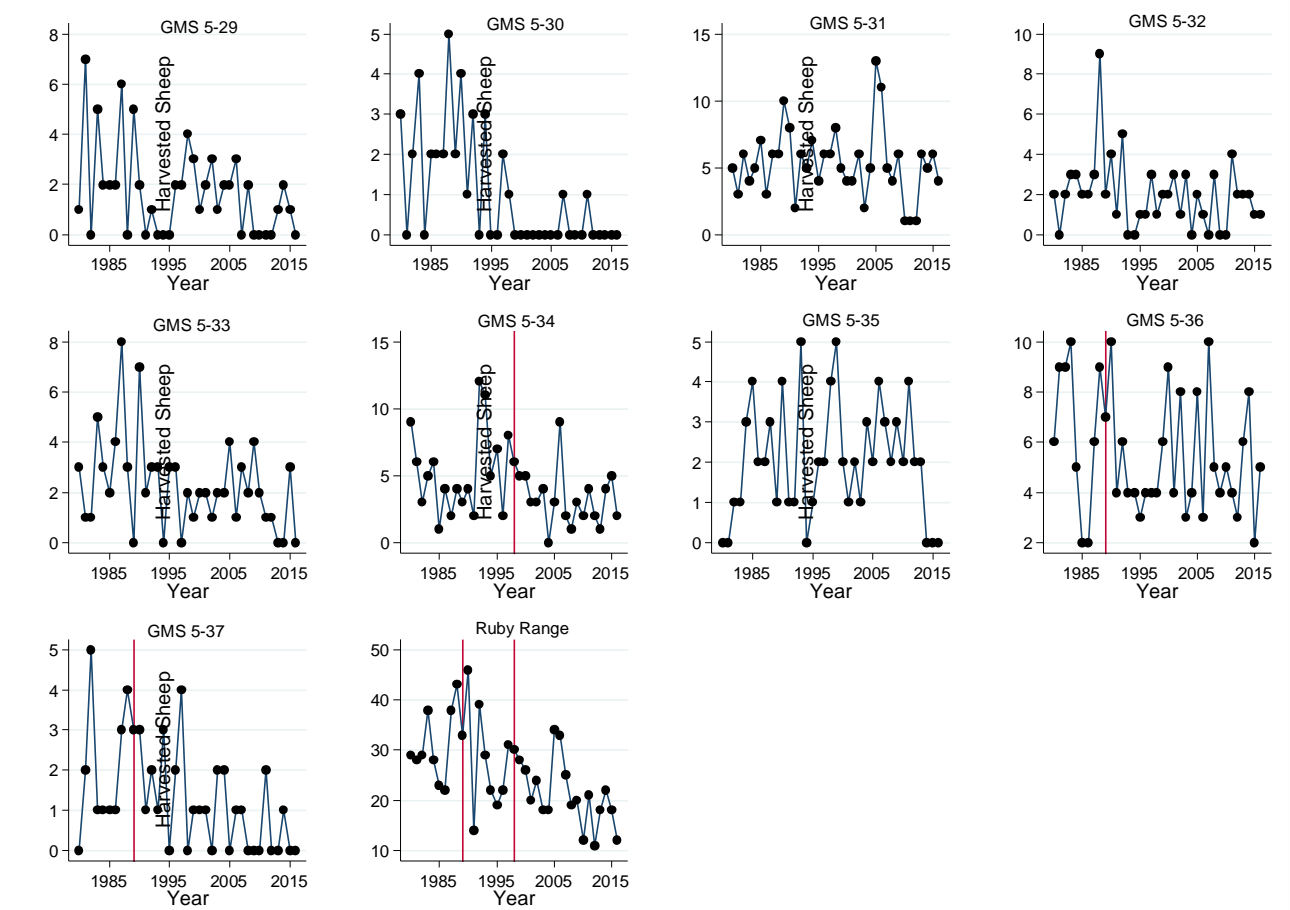 GMS 5-29
8
6
4
2
0
Harvested Sheep
1985 1995 2005 2015
Year
GMS 5-30
5
4
3
2
1
0
Harvested Sheep
1985 1995 2005 2015
Year
GMS 5-31
15
10
5
0
Harvested Sheep
1985 1995 2005 2015
Year
GMS 5-32
10
8
6
4
2
0
1985 1995 2005 2015
Year
GMS 5-33
8
6
4
2
0
Harvested Sheep
1985 1995 2005 2015
Year
GMS 5-34
15
10
5
0
Harvested Sheep
1985 1995 2005 2015
Year
GMS 5-35
5
4
3
2
1
0
Harvested Sheep
1985 1995 2005 2015
Year
GMS 5-36
10
8
6
4
2
1985 1995 2005 2015
Year
GMS 5-37
5
4
3
2
1
0
Harvested Sheep
1985 1995 2005 2015
Year
Ruby Range
50
40
30
20
10
1985 1995 2005 2015
Year